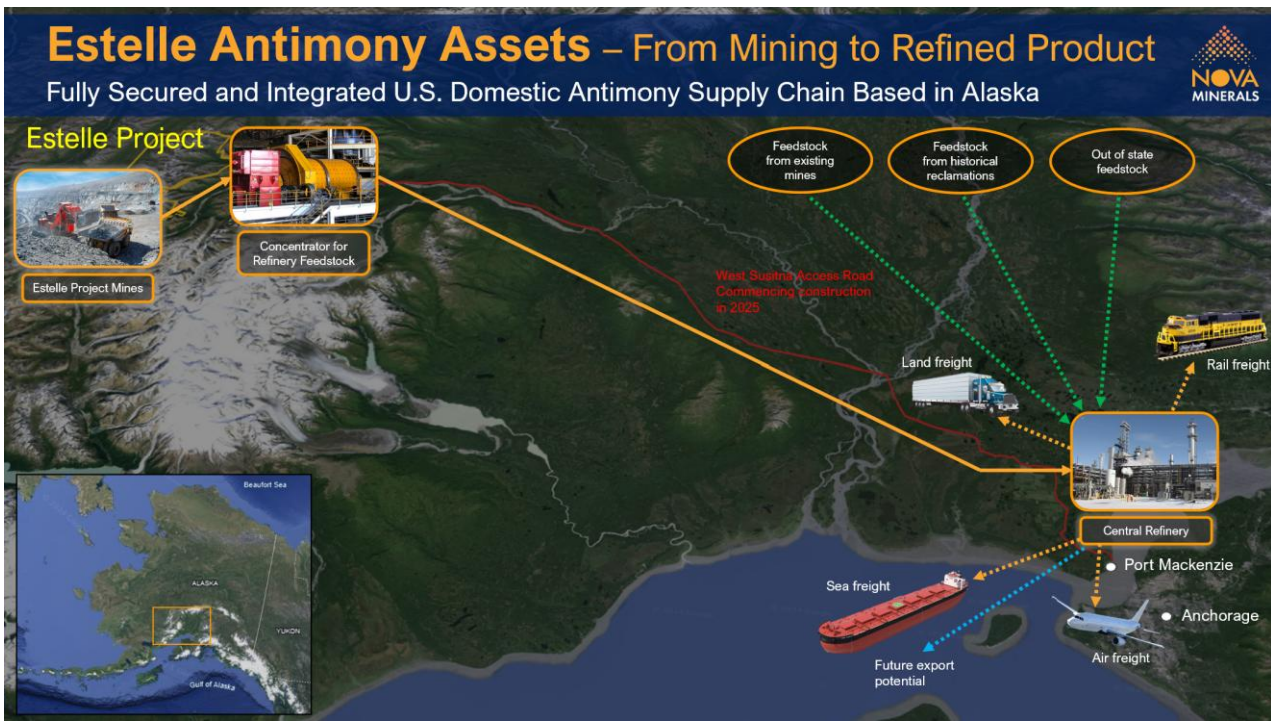 Estelle Antimony Assets – From Mining to Refined Product
Fully Secured and Integrated U.S. Domestic Antimony Supply Chain Based in Alaska
NOVA
MINERALS
Estelle Project
Estelle Project Mines
Concentrator for
Refinery Feedstock
Feedstock
from existing
mines
Feedstock
from historical
reclamations
Out of state
feedstock
West Susitna Access Road
Commencing construction
in 2025
Land freight
Rail freight
Central Refinery
Port Mackenzie
Anchorage
Air freight
Sea freight
Future export
potential
Beaufort Sea
ALASKA
YUKON
Gulf of Alaska